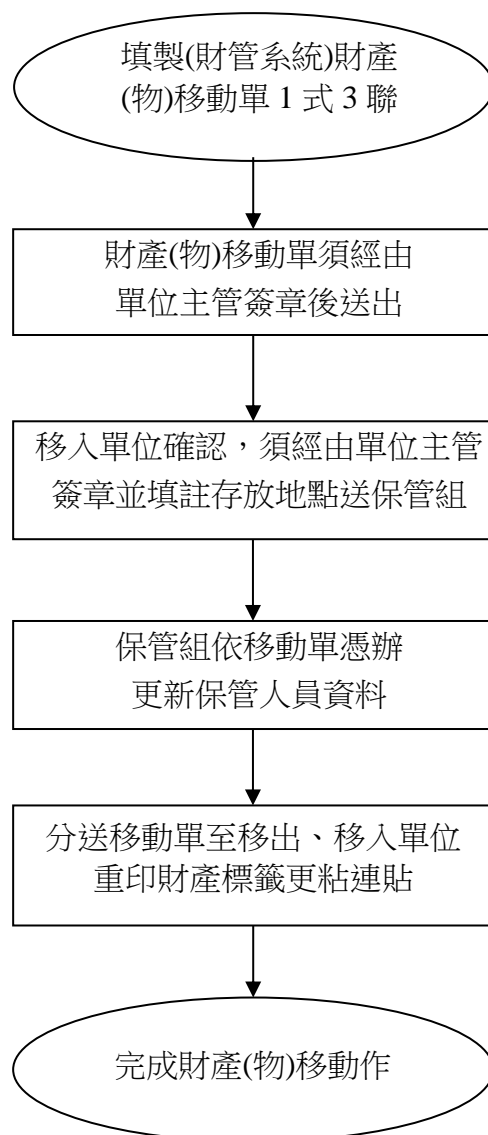 填製(財管系統)財產
(物)移動單 1 式 3 聯
財產(物)移動單須經由
單位主管簽章後送出
移入單位確認，須經由單位主管
簽章並填註存放地點送保管組
保管組依移動單憑辦
更新保管人員資料
分送移動單至移出、移入單位
重印財產標籤更粘連貼
完成財產(物)移動作